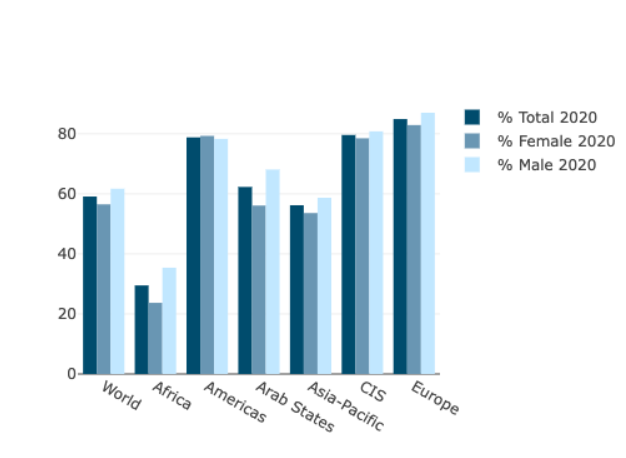 % Total 2020
% Female 2020
% Male 2020
80
60
40
20
0
World
Africa
Americas
Arab States
Asia-Pacific
CIS
Europe